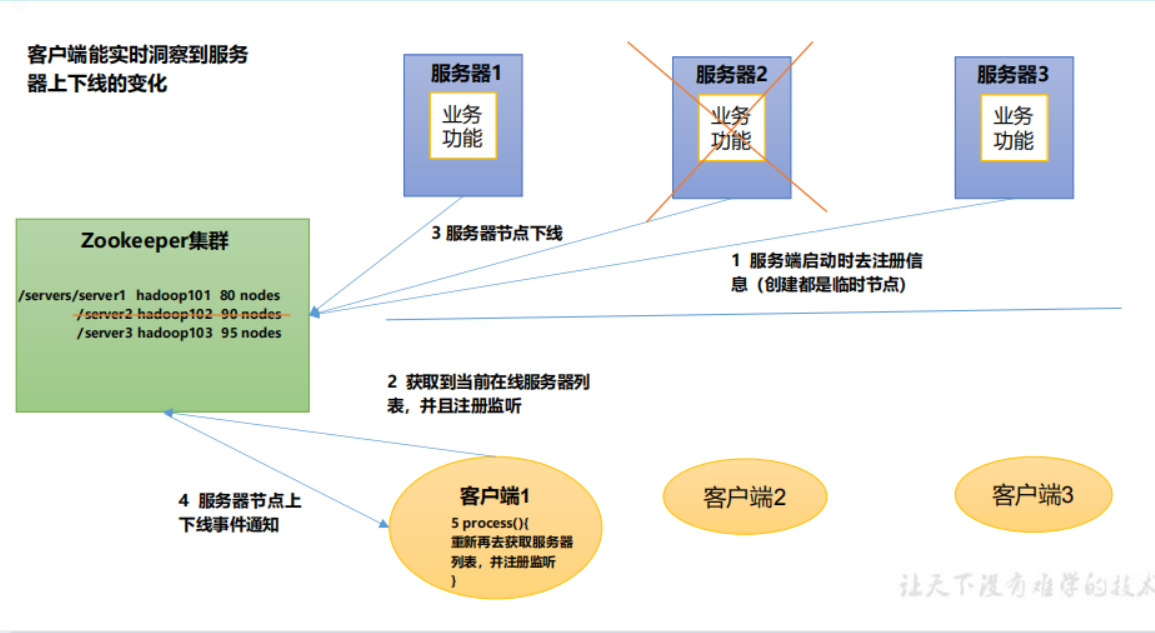 客户端能实时洞察到服务
器上下线的变化
服务器1
业务
功能
服务器2
业务
功能
服务器3
业务
功能
3 服务器节点下线
1 服务端启动时去注册信
息（创建都是临时节点）
Zookeeper集群
/servers/server1 hadoop101 80 nodes
/server2 hadoop102 90 nodes
/server3 hadoop103 95 nodes
2 获取到当前在线服务器列
表，并且注册监听
4 服务器节点上
下线事件通知
客户端1
5 process(){
重新再去获取服务器
列表，并注册监听
}
客户端2
客户端3
让天下没有难学的技术